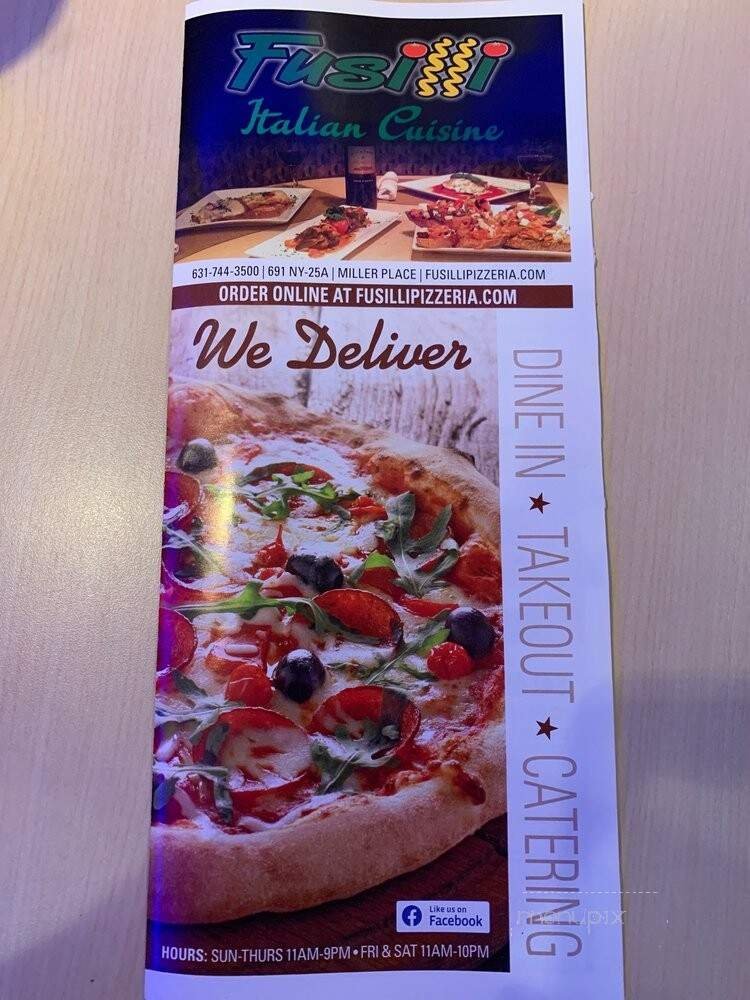 Fusilli
Italian Cuisine
631-744-3500 | 691 NY-25A | MILLER PLACE | FUSILLIPIZZERIA.COM
ORDER ONLINE AT FUSILLIPIZZERIA.COM
We Deliver
DINE IN ★ TAKEOUT ★ CATERING
Like us on
Facebook
HOURS: SUN-THURS 11AM-9PM • FRI & SAT 11AM-10PM
menupix